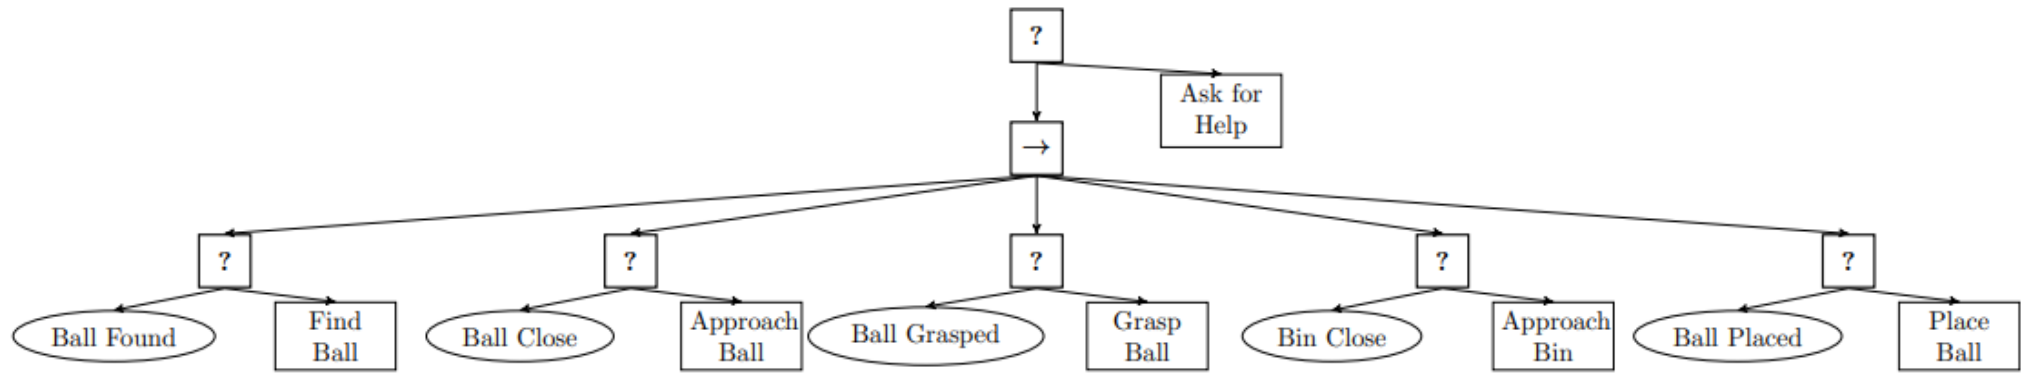 ?
Ask for
Help
→
?
?
?
?
?
Ball Found
Find
Ball
Ball Close
Approach
Ball
Ball Grasped
Grasp
Ball
Bin Close
Approach
Bin
Ball Placed
Place
Ball